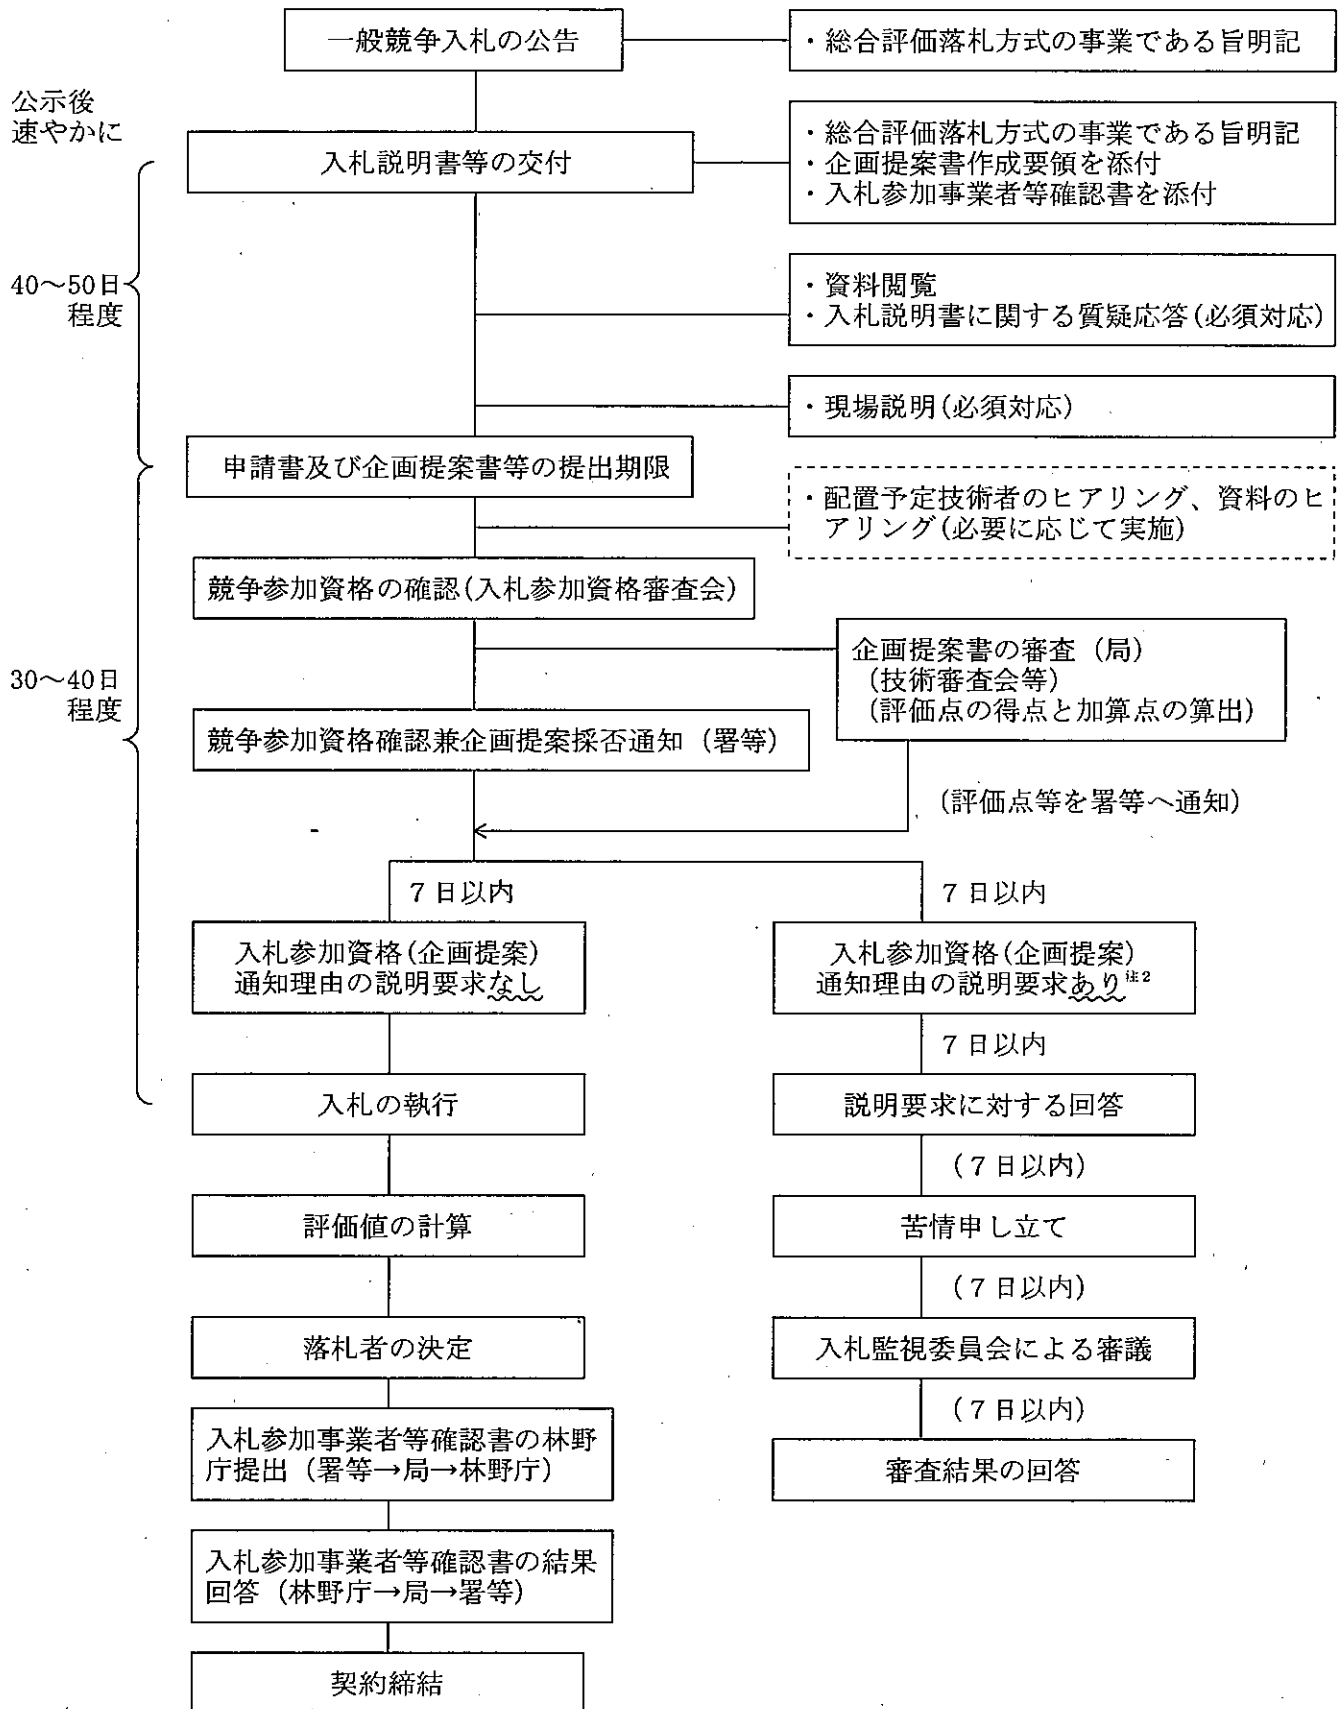 一般競争入札の公告
・総合評価落札方式の事業である旨明記
公示後
速やかに
入札説明書等の交付
・総合評価落札方式の事業である旨明記
・企画提案書作成要領を添付
・入札参加事業者等確認書を添付
40～50日
程度
・資料閲覧
・入札説明書に関する質疑応答(必須対応)
・現場説明(必須対応)
申請書及び企画提案書等の提出期限
・配置予定技術者のヒアリング、資料のヒ
アリング(必要に応じて実施)
競争参加資格の確認(入札参加資格審査会)
30～40日
程度
企画提案書の審査（局）
(技術審査会等)
(評価点の得点と加算点の算出)
競争参加資格確認兼企画提案採否通知（署等）
(評価点等を署等へ通知)
7日以内
7日以内
入札参加資格(企画提案)
通知理由の説明要求なし
入札参加資格(企画提案)
通知理由の説明要求あり注2
7日以内
入札の執行
説明要求に対する回答
(7日以内)
評価値の計算
苦情申し立て
(7日以内)
落札者の決定
入札監視委員会による審議
(7日以内)
入札参加事業者等確認書の林野
庁提出（署等→局→林野庁）
審査結果の回答
入札参加事業者等確認書の結果
回答（林野庁→局→署等）
契約締結